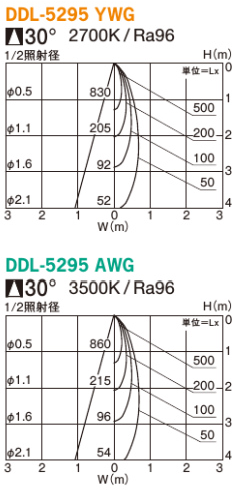 DDL-5295 YWG
30° 2700K/Ra96
1/2照射径 H(m)
0
単位=Lx
φ0.5 830 500 1
φ1.1 205 200 2
φ1.6 92 100 3
50
φ2.1 52 4
3 2 1 0 1 2 3
W(m)
DDL-5295 AWG
30° 3500K/Ra96
1/2照射径 H(m)
0
単位=Lx
φ0.5 860 500 1
φ1.1 215 200 2
φ1.6 96 100 3
50
φ2.1 54 4
3 2 1 0 1 2 3
W(m)